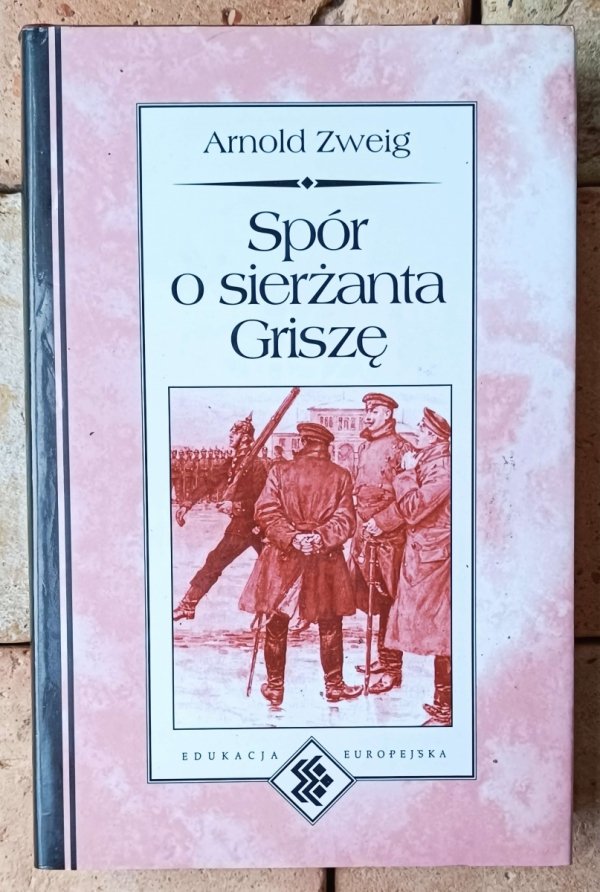 Arnold Zweig
Spór
o sierżanta
Griszę
EDUKACJA EUROPEJSKA